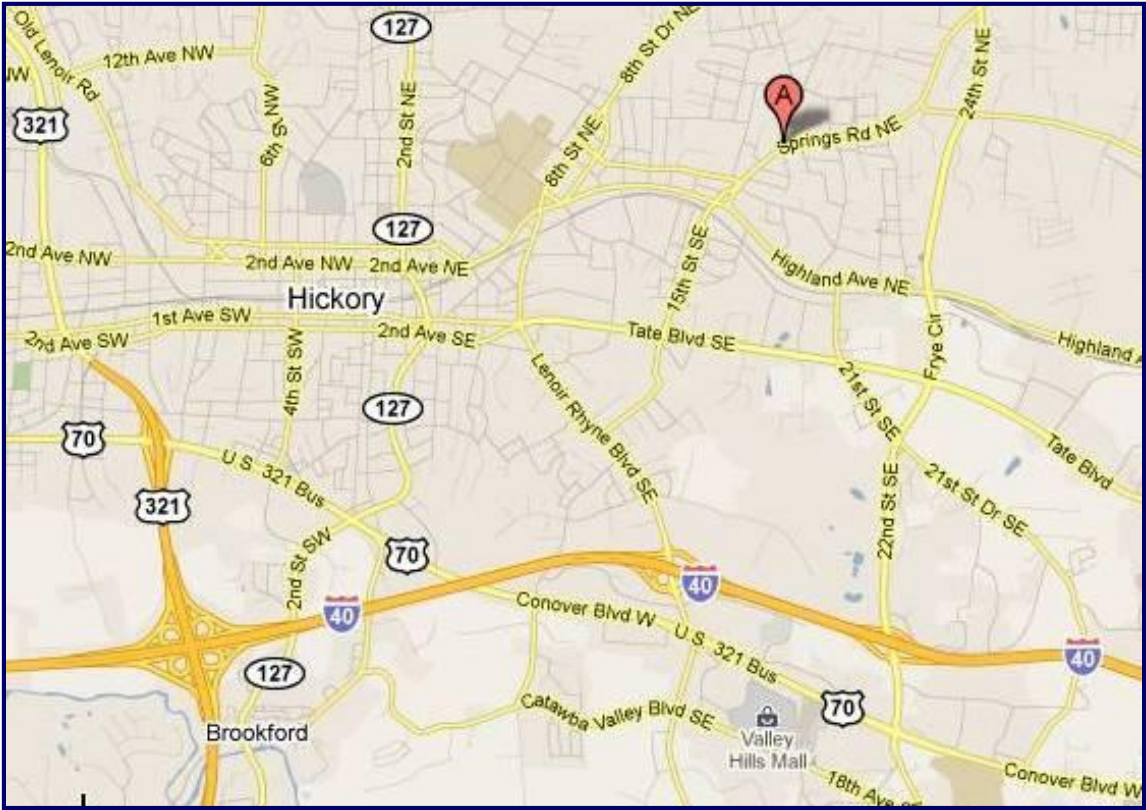 Old Lenoir Rd
12th Ave NW
6th St NW
127
2nd St NE
8th St Dr NE
8th St NE
A
Springs Rd NE
24th St NE
NW
321
127
2nd Ave NW
2nd Ave NW
2nd Ave NE
Highland Ave NE
Hickory
15th St SE
1st Ave SW
2nd Ave SW
2nd Ave SE
Tate Blvd SE
Frye Cir
Highland A
4th St SW
127
Lenoir Rhyne Blvd SE
21st St SE
Tate Blvd
70
U.S. 321 Bus
321
70
2nd St SW
22nd St SE
21st St Dr SE
40
40
40
Conover Blvd W
U.S. 321 Bus
127
Catawba Valley Blvd SE
70
Brookford
Valley
Hills Mall
18th Ave SE
Conover Blvd W